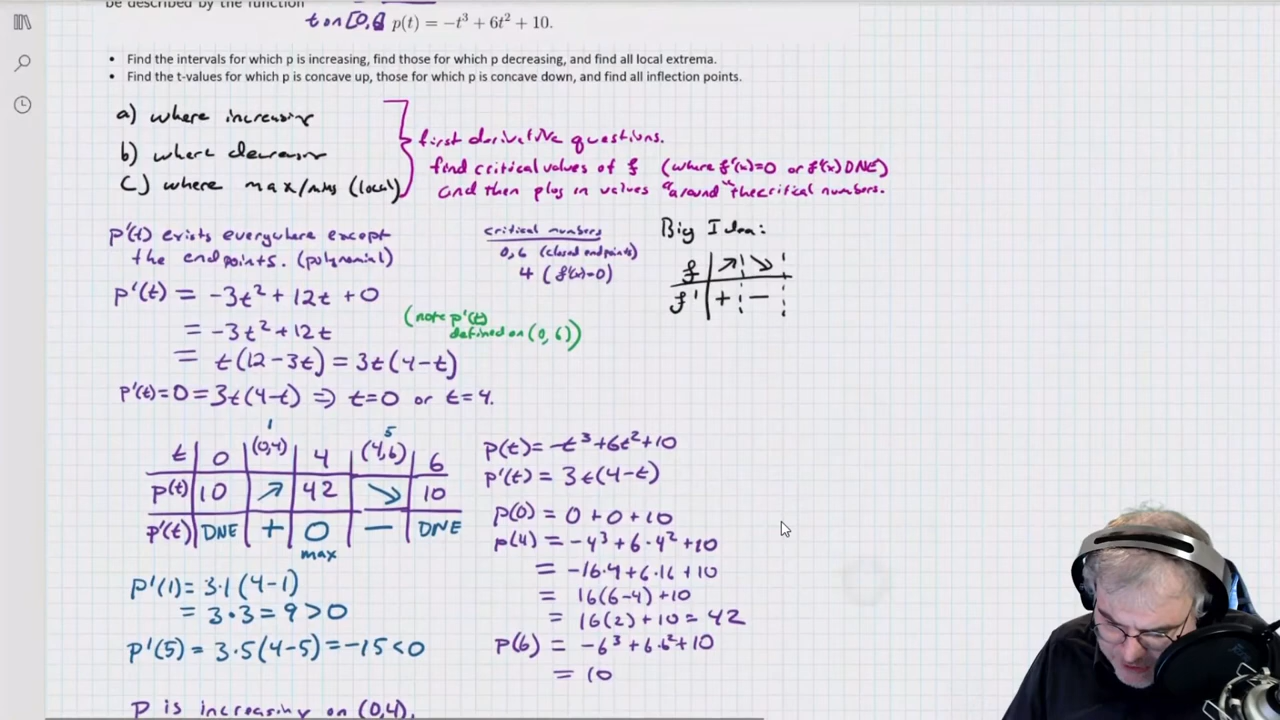 be described by the function
t on [0,6] p(t) = −t³ + 6t² + 10.
• Find the intervals for which p is increasing, find those for which p decreasing, and find all local extrema.
• Find the t-values for which p is concave up, those for which p is concave down, and find all inflection points.
a) where increasing
b) where decreasing
c) where max/mins (local)
first derivative questions.
find critical values of f (where f'(x)=0 or f'(x) DNE)
and then plug in values "around" the critical numbers.
p'(t) exists everywhere except
the endpoints. (polynomial)
critical numbers
0,6 (closed endpoints)
4 (f'(x)=0)
Big Idea:
f ↗ ↘
f' + −
p'(t) = -3t² + 12t + 0
= -3t² + 12t
= t(12-3t) = 3t(4-t)
(note p'(t)
defined on (0,6))
p'(t)=0=3t(4-t) ⇒ t=0 or t=4.
1 5
t 0 (0,4) 4 (4,6) 6
p(t) 10 ↗ 42 ↘ 10
p'(t) DNE + 0 − DNE
max
p'(1) = 3·1(4-1)
= 3·3 = 9 > 0
p'(5) = 3·5(4-5) = -15 < 0
p(t) = -t³+6t²+10
p'(t) = 3t(4-t)
p(0) = 0+0+10
p(4) = -4³+6·4²+10
= -16·4+6·16+10
= 16(6-4)+10
= 16(2)+10 = 42
p(6) = -6³+6·6²+10
= 10
P is increasing on (0,4).